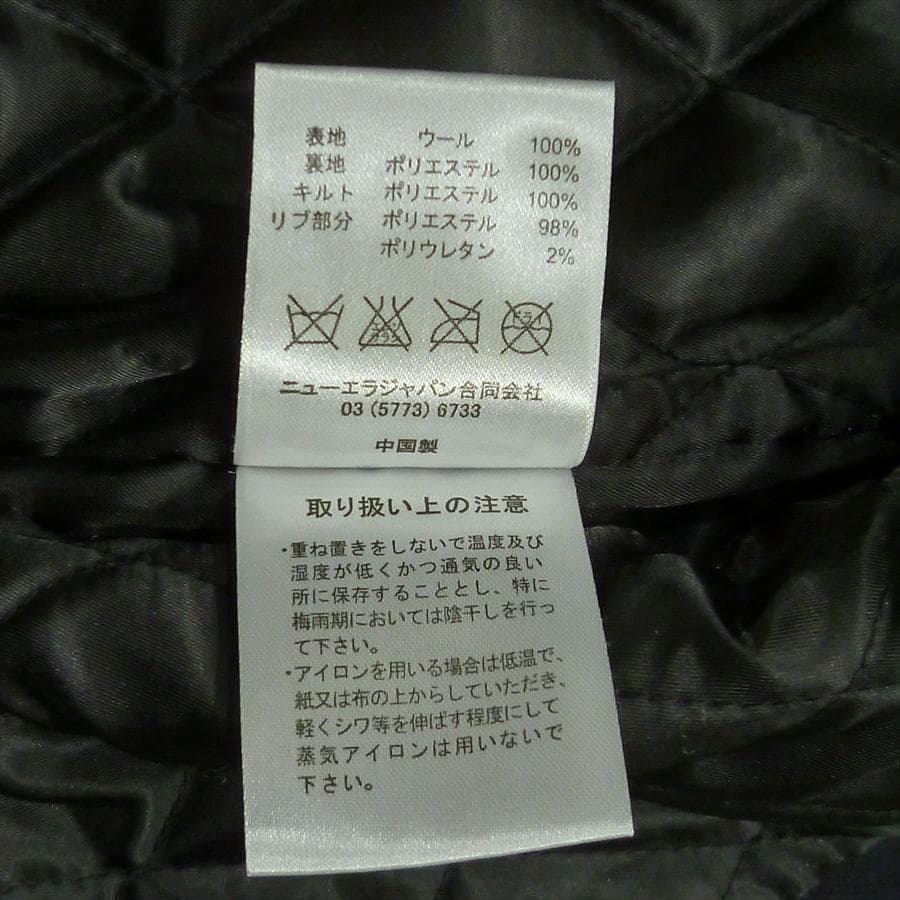 表地 ウール 100%
裏地 ポリエステル 100%
キルト ポリエステル 100%
リブ部分 ポリエステル 98%
ポリウレタン 2%
エンソ
サラシ ドライ
ニューエラジャパン合同会社
03 (5773) 6733
中国製
取り扱い上の注意
・重ね置きをしないで温度及び
湿度が低くかつ通気の良い
所に保存することとし、特に
梅雨期においては陰干しを行っ
て下さい。
・アイロンを用いる場合は低温で、
紙又は布の上からしていただき、
軽くシワ等を伸ばす程度にして
蒸気アイロンは用いないで
下さい。